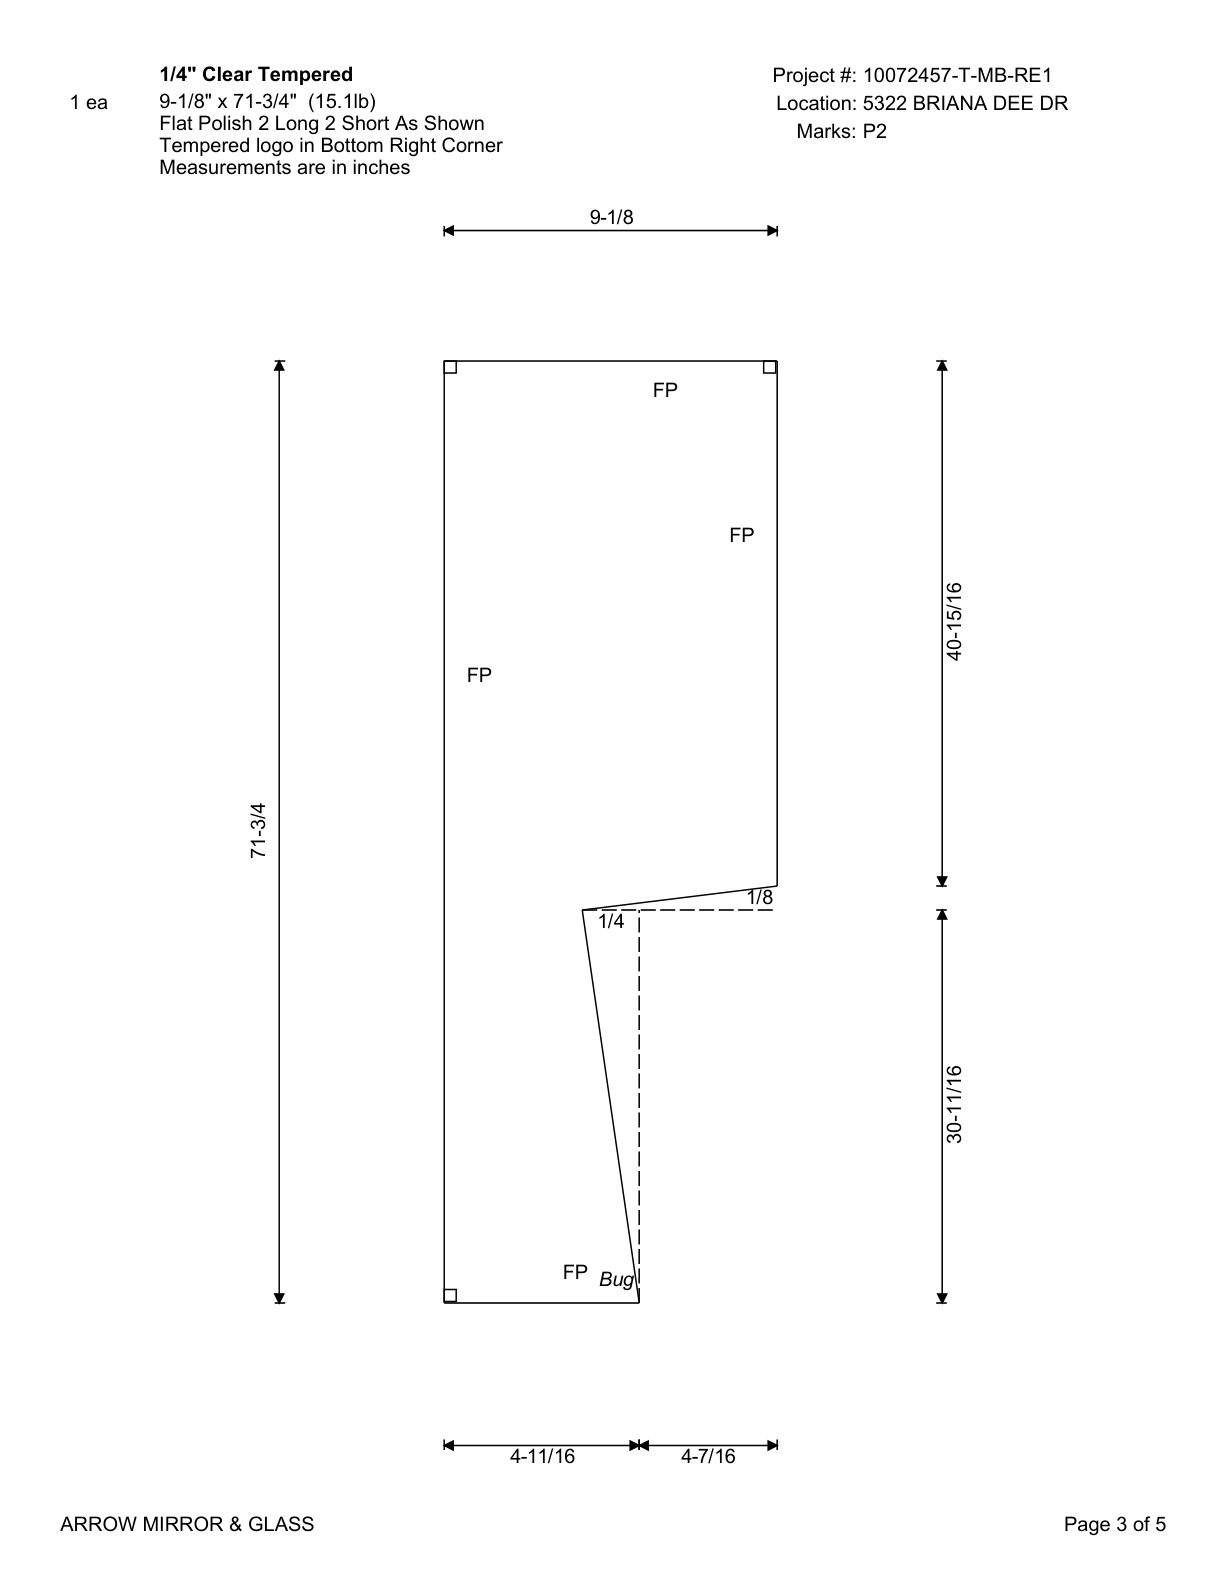 1/4" Clear Tempered
1 ea
9-1/8" x 71-3/4" (15.1lb)
Flat Polish 2 Long 2 Short As Shown
Tempered logo in Bottom Right Corner
Measurements are in inches
Project #: 10072457-T-MB-RE1
Location: 5322 BRIANA DEE DR
Marks: P2
9-1/8
FP
FP
40-15/16
FP
71-3/4
1/8
1/4
30-11/16
FP
Bug
4-11/16
4-7/16
ARROW MIRROR & GLASS
Page 3 of 5